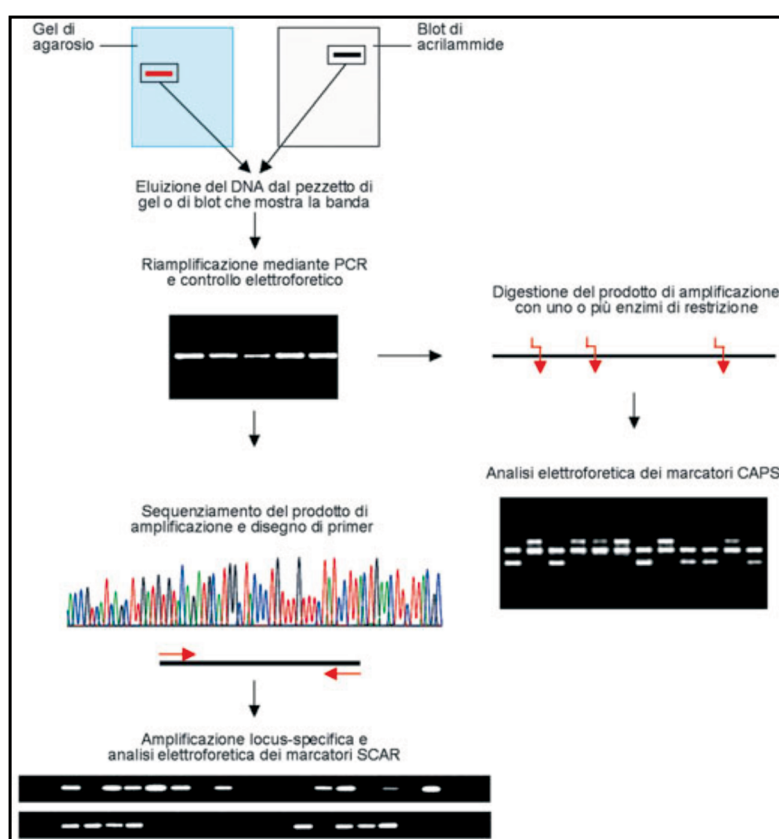 Gel di
agarosio
Blot di
acrilammide
Eluizione del DNA dal pezzetto di
gel o di blot che mostra la banda
Riamplificazione mediante PCR
e controllo elettroforetico
Digestione del prodotto di amplificazione
con uno o più enzimi di restrizione
Analisi elettroforetica dei marcatori CAPS
Sequenziamento del prodotto di
amplificazione e disegno di primer
Amplificazione locus-specifica e
analisi elettroforetica dei marcatori SCAR